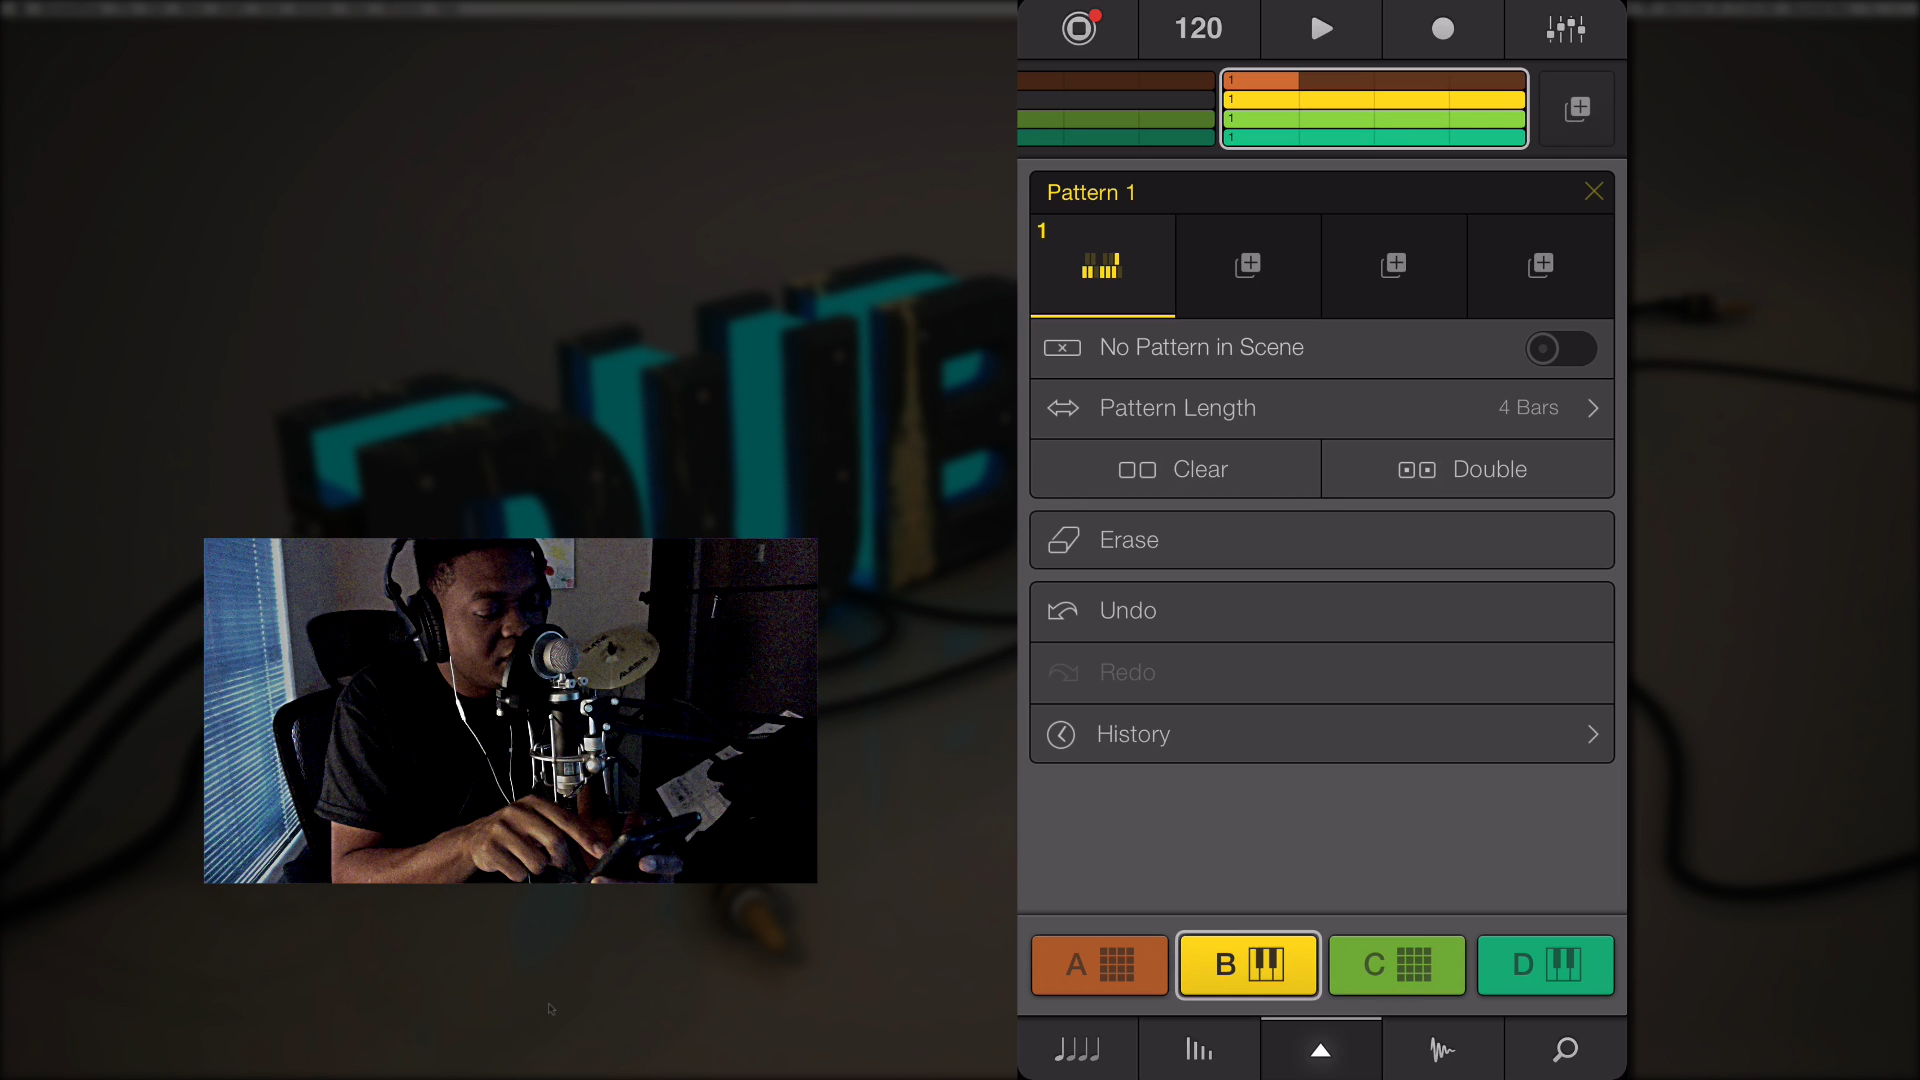 120
1
1
1
1
Pattern 1
1
No Pattern in Scene
Pattern Length 4 Bars
Clear Double
Erase
Undo
Redo
History
A B C D